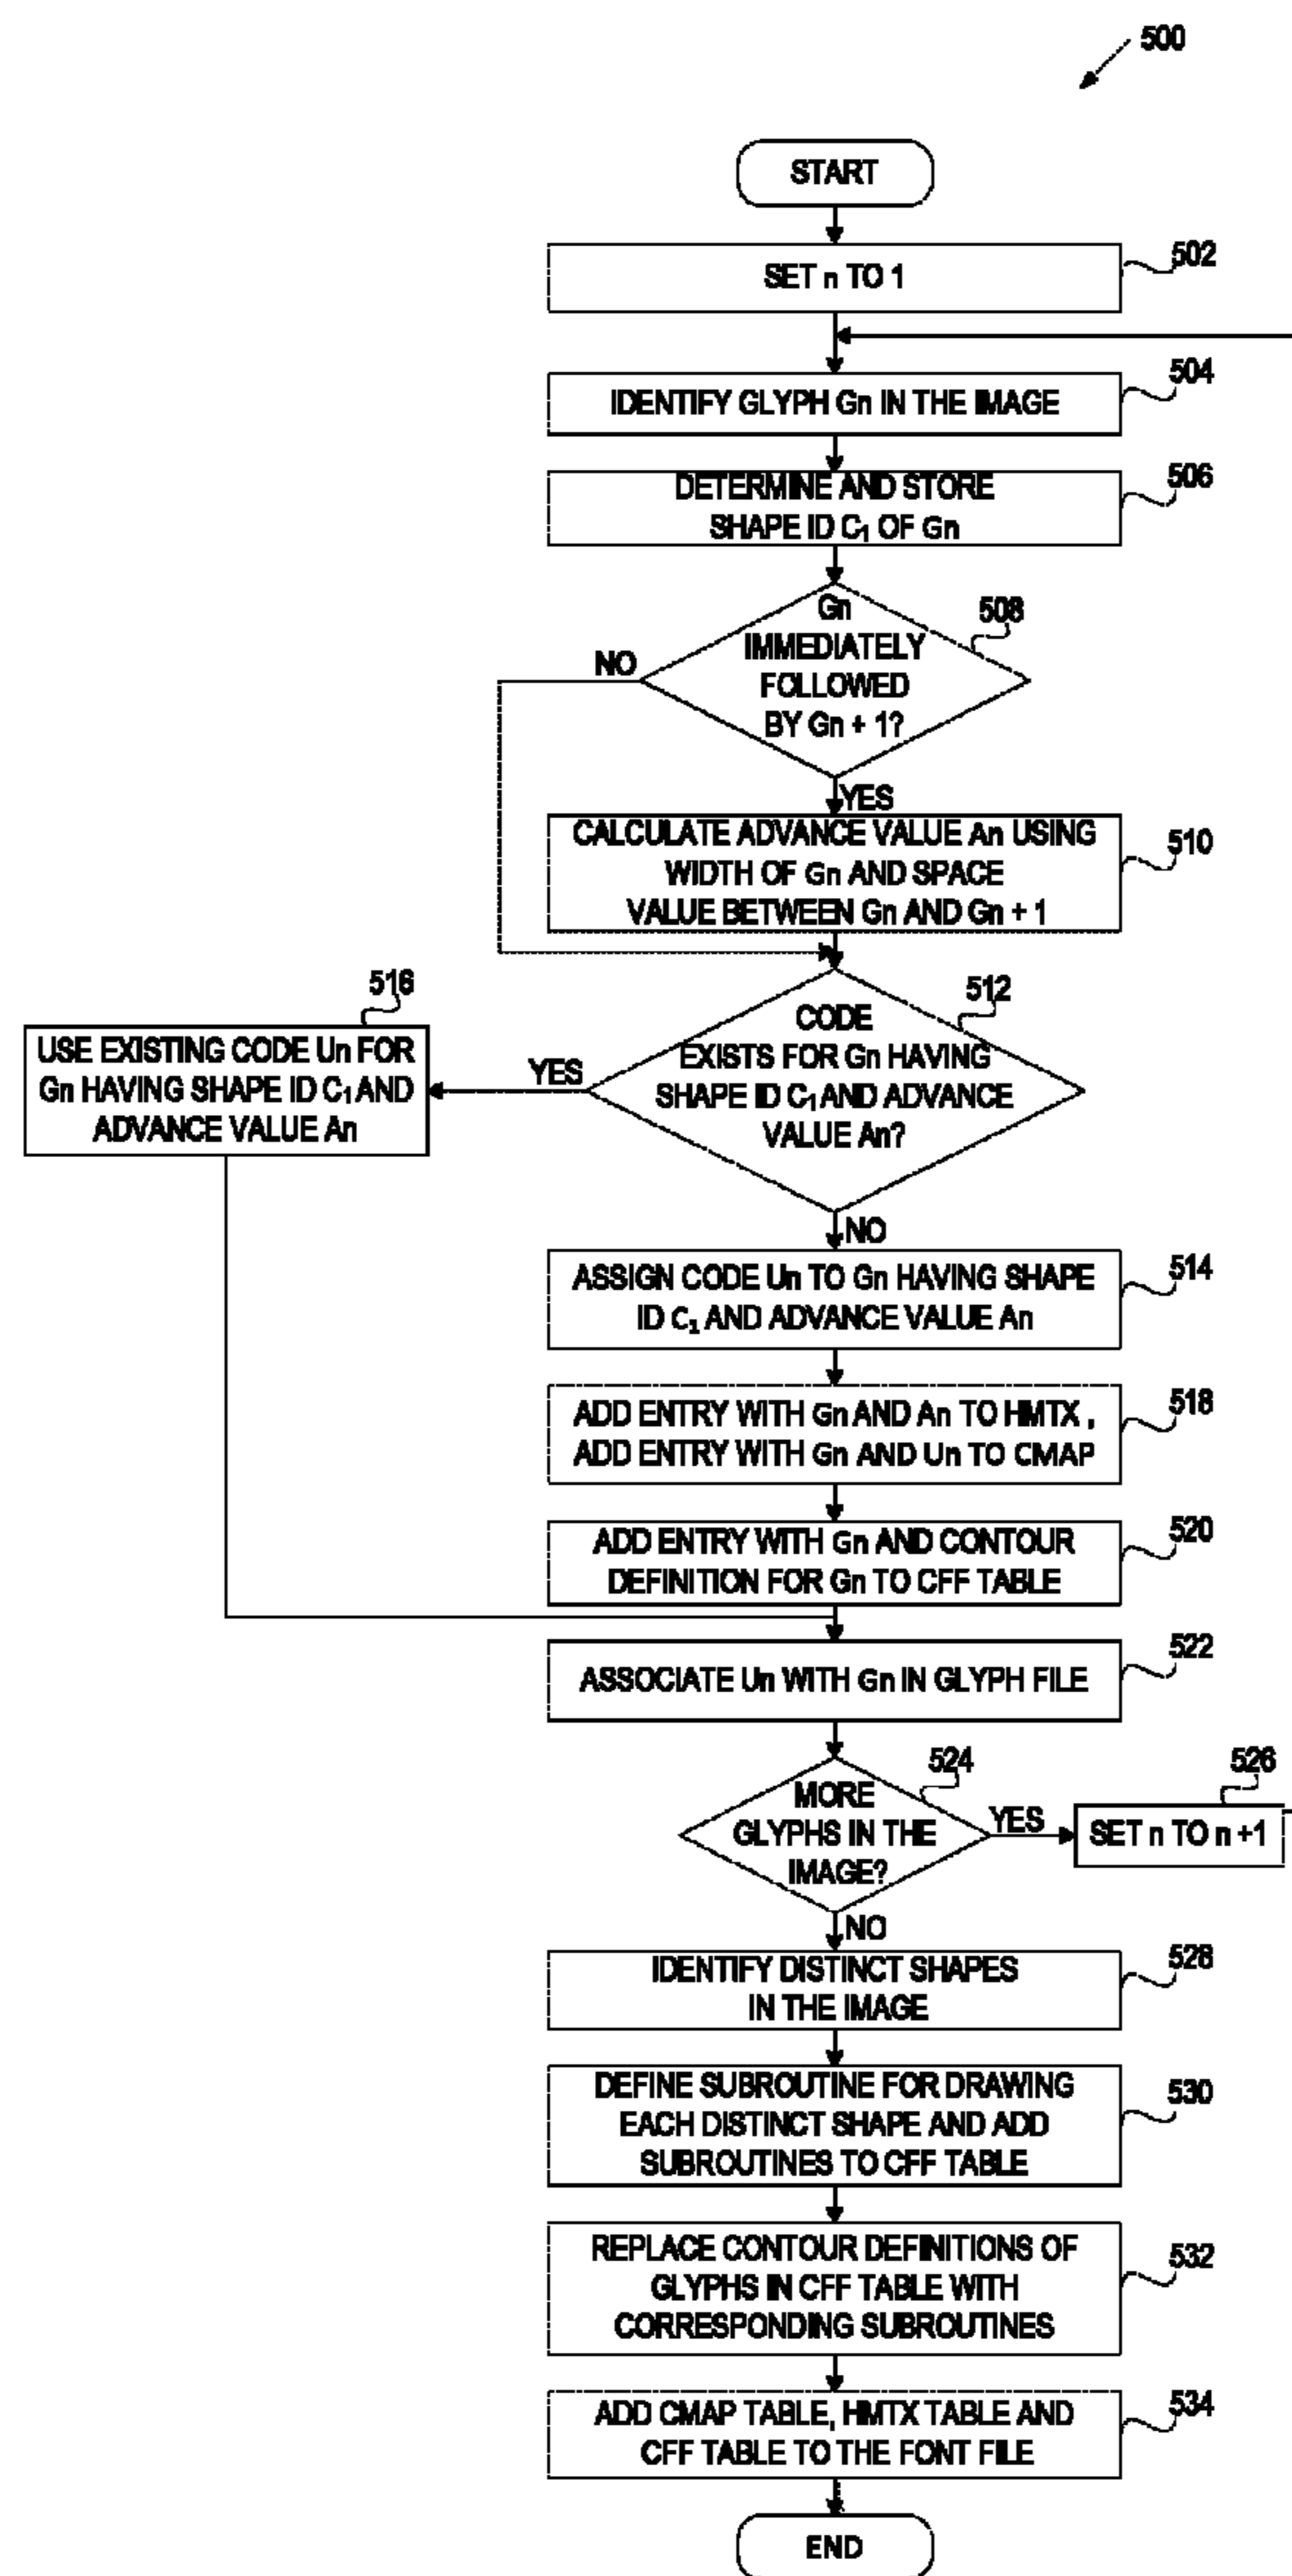 500
START
502
SET n TO 1
504
IDENTIFY GLYPH Gn IN THE IMAGE
506
DETERMINE AND STORE
SHAPE ID C₁ OF Gn
508
Gn
IMMEDIATELY
FOLLOWED
BY Gn + 1?
NO
YES
510
CALCULATE ADVANCE VALUE An USING
WIDTH OF Gn AND SPACE
VALUE BETWEEN Gn AND Gn + 1
512
CODE
EXISTS FOR Gn HAVING
SHAPE ID C₁ AND ADVANCE
VALUE An?
YES
516
USE EXISTING CODE Un FOR
Gn HAVING SHAPE ID C₁ AND
ADVANCE VALUE An
NO
514
ASSIGN CODE Un TO Gn HAVING SHAPE
ID C₁ AND ADVANCE VALUE An
518
ADD ENTRY WITH Gn AND An TO HMTX ,
ADD ENTRY WITH Gn AND Un TO CMAP
520
ADD ENTRY WITH Gn AND CONTOUR
DEFINITION FOR Gn TO CFF TABLE
522
ASSOCIATE Un WITH Gn IN GLYPH FILE
524
MORE
GLYPHS IN THE
IMAGE?
YES
526
SET n TO n +1
NO
528
IDENTIFY DISTINCT SHAPES
IN THE IMAGE
530
DEFINE SUBROUTINE FOR DRAWING
EACH DISTINCT SHAPE AND ADD
SUBROUTINES TO CFF TABLE
532
REPLACE CONTOUR DEFINITIONS OF
GLYPHS IN CFF TABLE WITH
CORRESPONDING SUBROUTINES
534
ADD CMAP TABLE, HMTX TABLE AND
CFF TABLE TO THE FONT FILE
END